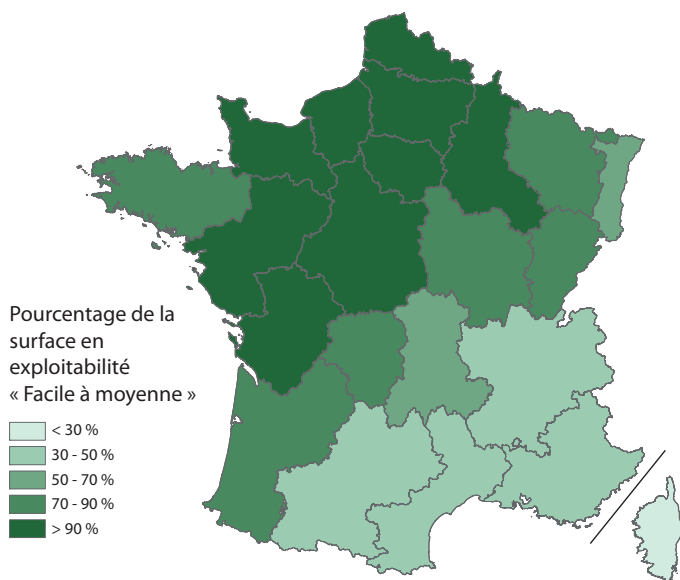 Pourcentage de la
surface en
exploitabilité
« Facile à moyenne »
< 30 %
30 - 50 %
50 - 70 %
70 - 90 %
> 90 %